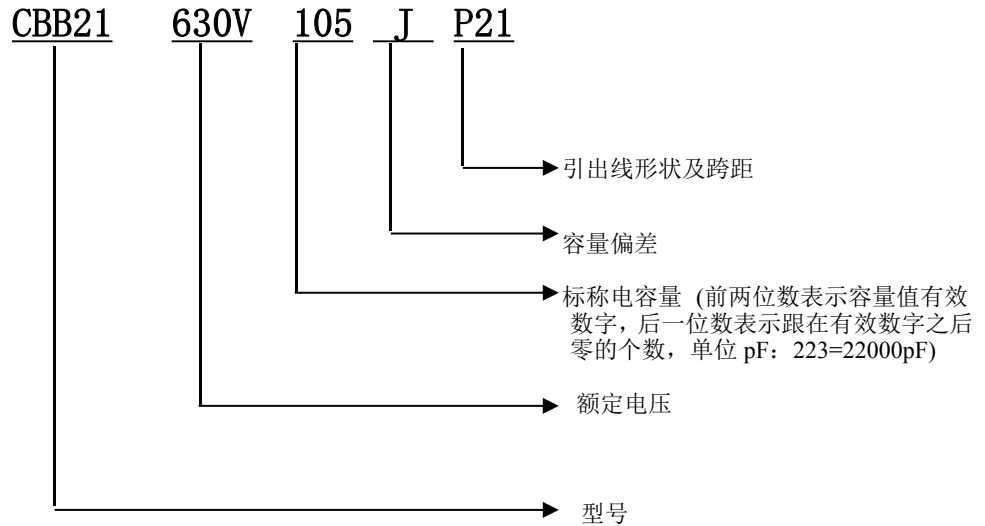 CBB21 630V 105 J P21
引出线形状及跨距
容量偏差
标称电容量 (前两位数表示容量值有效
数字，后一位数表示跟在有效数字之后
零的个数，单位 pF：223=22000pF)
额定电压
型号